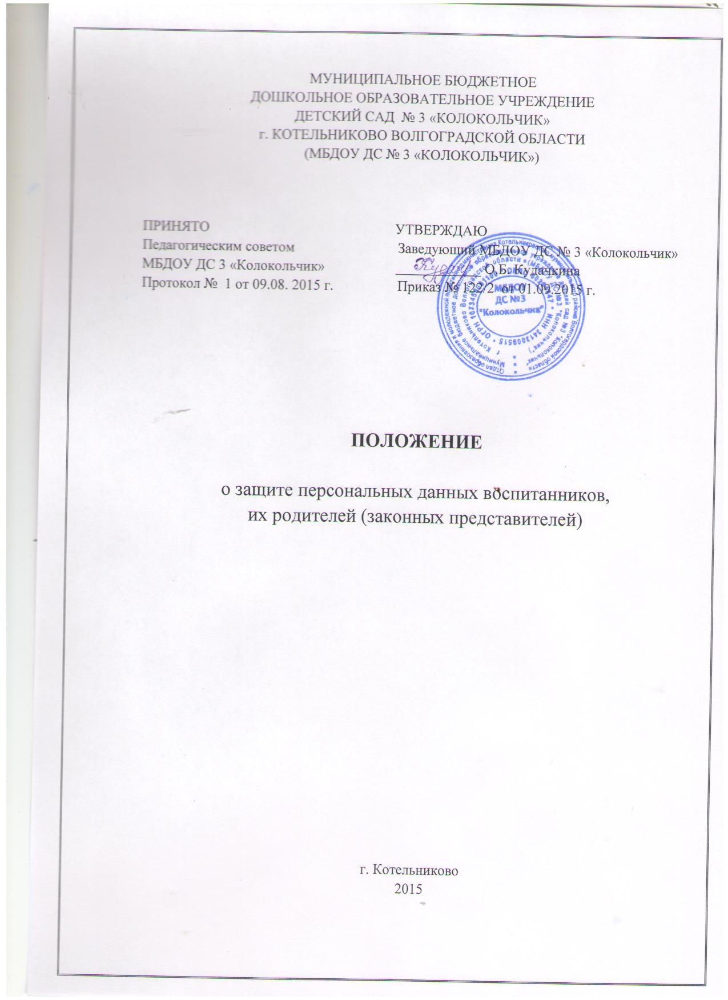 МУНИЦИПАЛЬНОЕ БЮДЖЕТНОЕ
ДОШКОЛЬНОЕ ОБРАЗОВАТЕЛЬНОЕ УЧРЕЖДЕНИЕ
ДЕТСКИЙ САД № 3 «КОЛОКОЛЬЧИК»
г. КОТЕЛЬНИКОВО ВОЛГОГРАДСКОЙ ОБЛАСТИ
(МБДОУ ДС № 3 «КОЛОКОЛЬЧИК»)
ПРИНЯТО
Педагогическим советом
МБДОУ ДС 3 «Колокольчик»
Протокол № 1 от 09.08. 2015 г.
УТВЕРЖДАЮ
Заведующий МБДОУ ДС № 3 «Колокольчик»
О.Б. Кудачкина
Приказ № 122/2 от 01.09.2015 г.
МБДОУ
ДС №3
"Колокольчик"
ИНН 3413009515
ПОЛОЖЕНИЕ
о защите персональных данных воспитанников,
их родителей (законных представителей)
г. Котельниково
2015